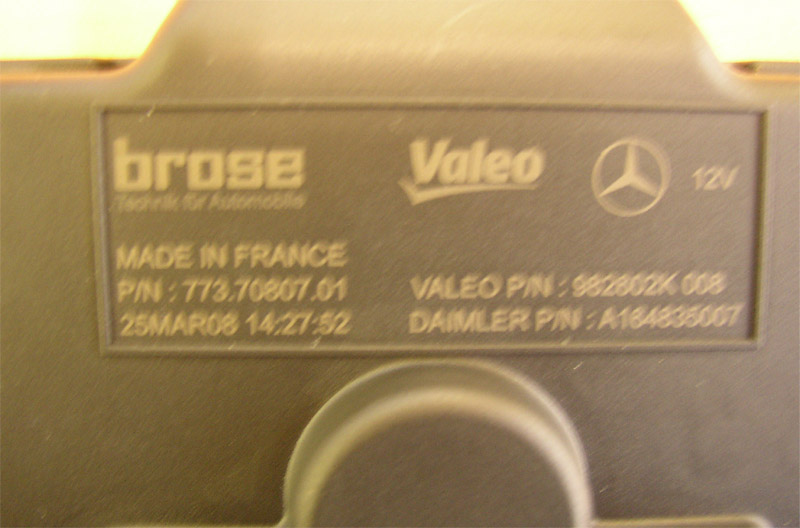 brose
Technik für Automobile
Valeo
12V
MADE IN FRANCE
P/N : 773.70807.01
25MAR08 14:27:52
VALEO P/N : 982802K 008
DAIMLER P/N : A164835007